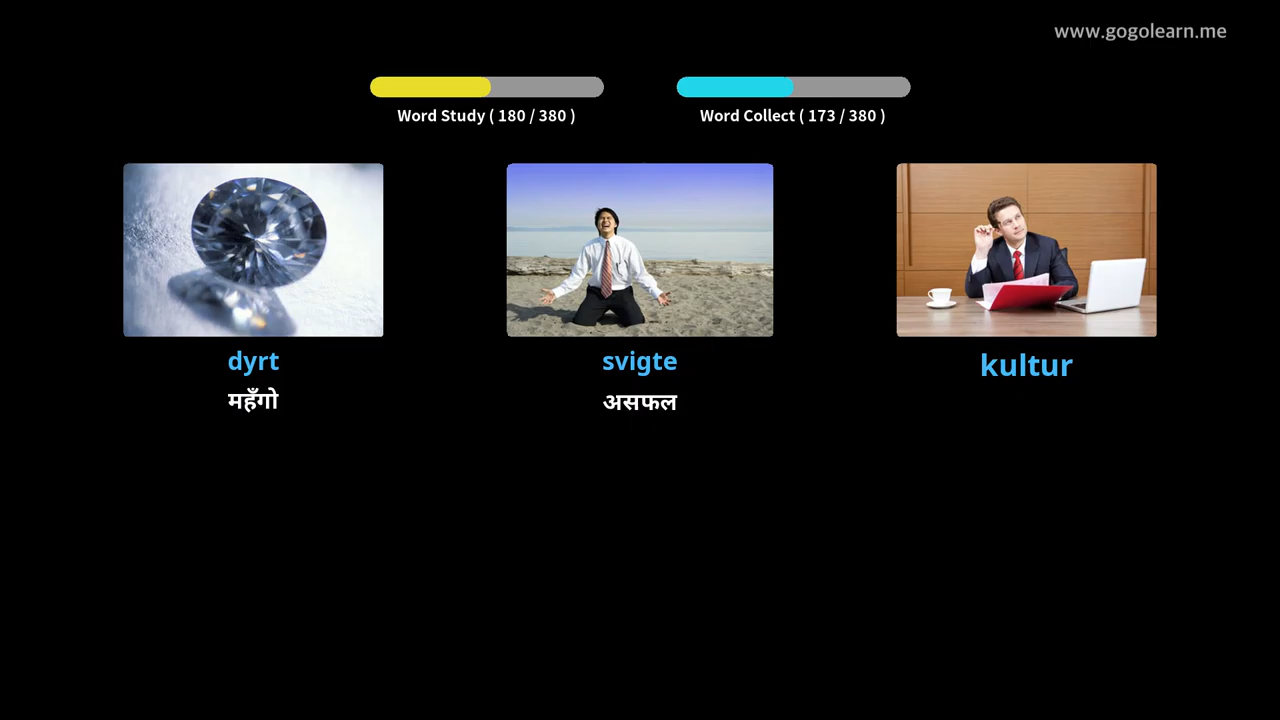 www.gogolearn.me
Word Study ( 180 / 380 )
Word Collect ( 173 / 380 )
dyrt
svigte
kultur
महँगो
असफल